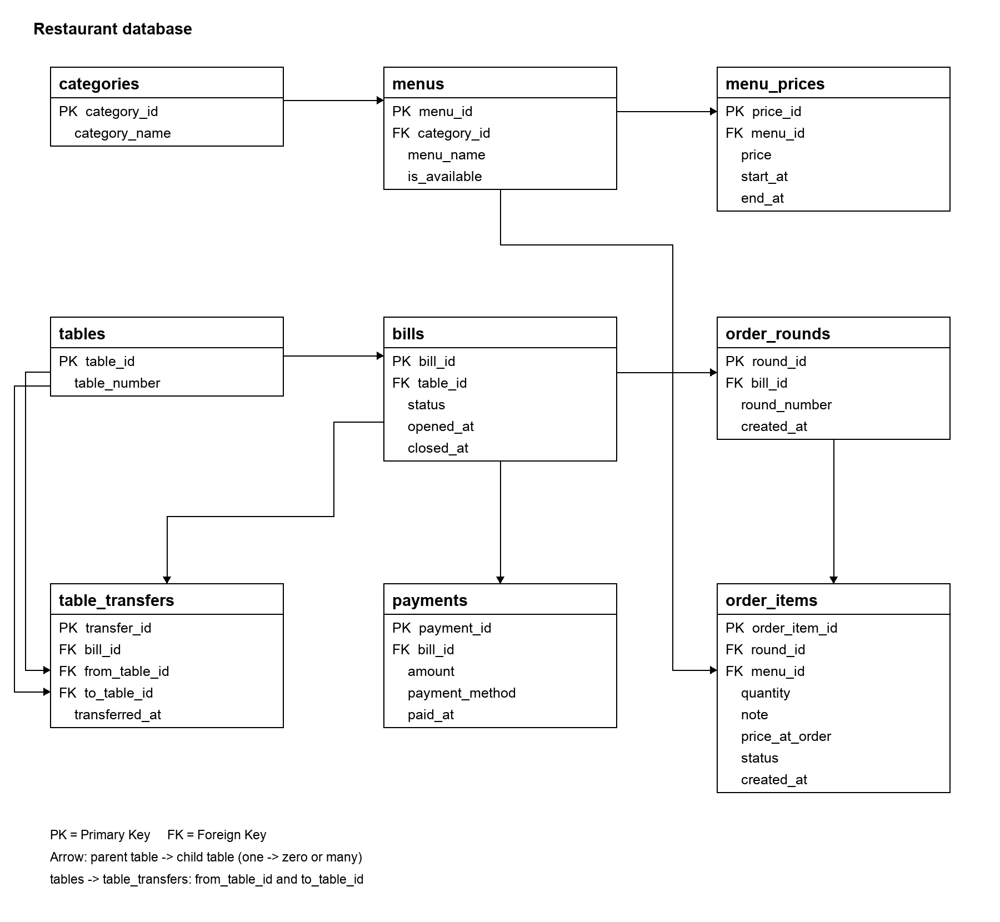 Restaurant database
categories
PK category_id
category_name
menus
PK menu_id
FK category_id
menu_name
is_available
menu_prices
PK price_id
FK menu_id
price
start_at
end_at
tables
PK table_id
table_number
bills
PK bill_id
FK table_id
status
opened_at
closed_at
order_rounds
PK round_id
FK bill_id
round_number
created_at
table_transfers
PK transfer_id
FK bill_id
FK from_table_id
FK to_table_id
transferred_at
payments
PK payment_id
FK bill_id
amount
payment_method
paid_at
order_items
PK order_item_id
FK round_id
FK menu_id
quantity
note
price_at_order
status
created_at
PK = Primary Key FK = Foreign Key
Arrow: parent table -> child table (one -> zero or many)
tables -> table_transfers: from_table_id and to_table_id